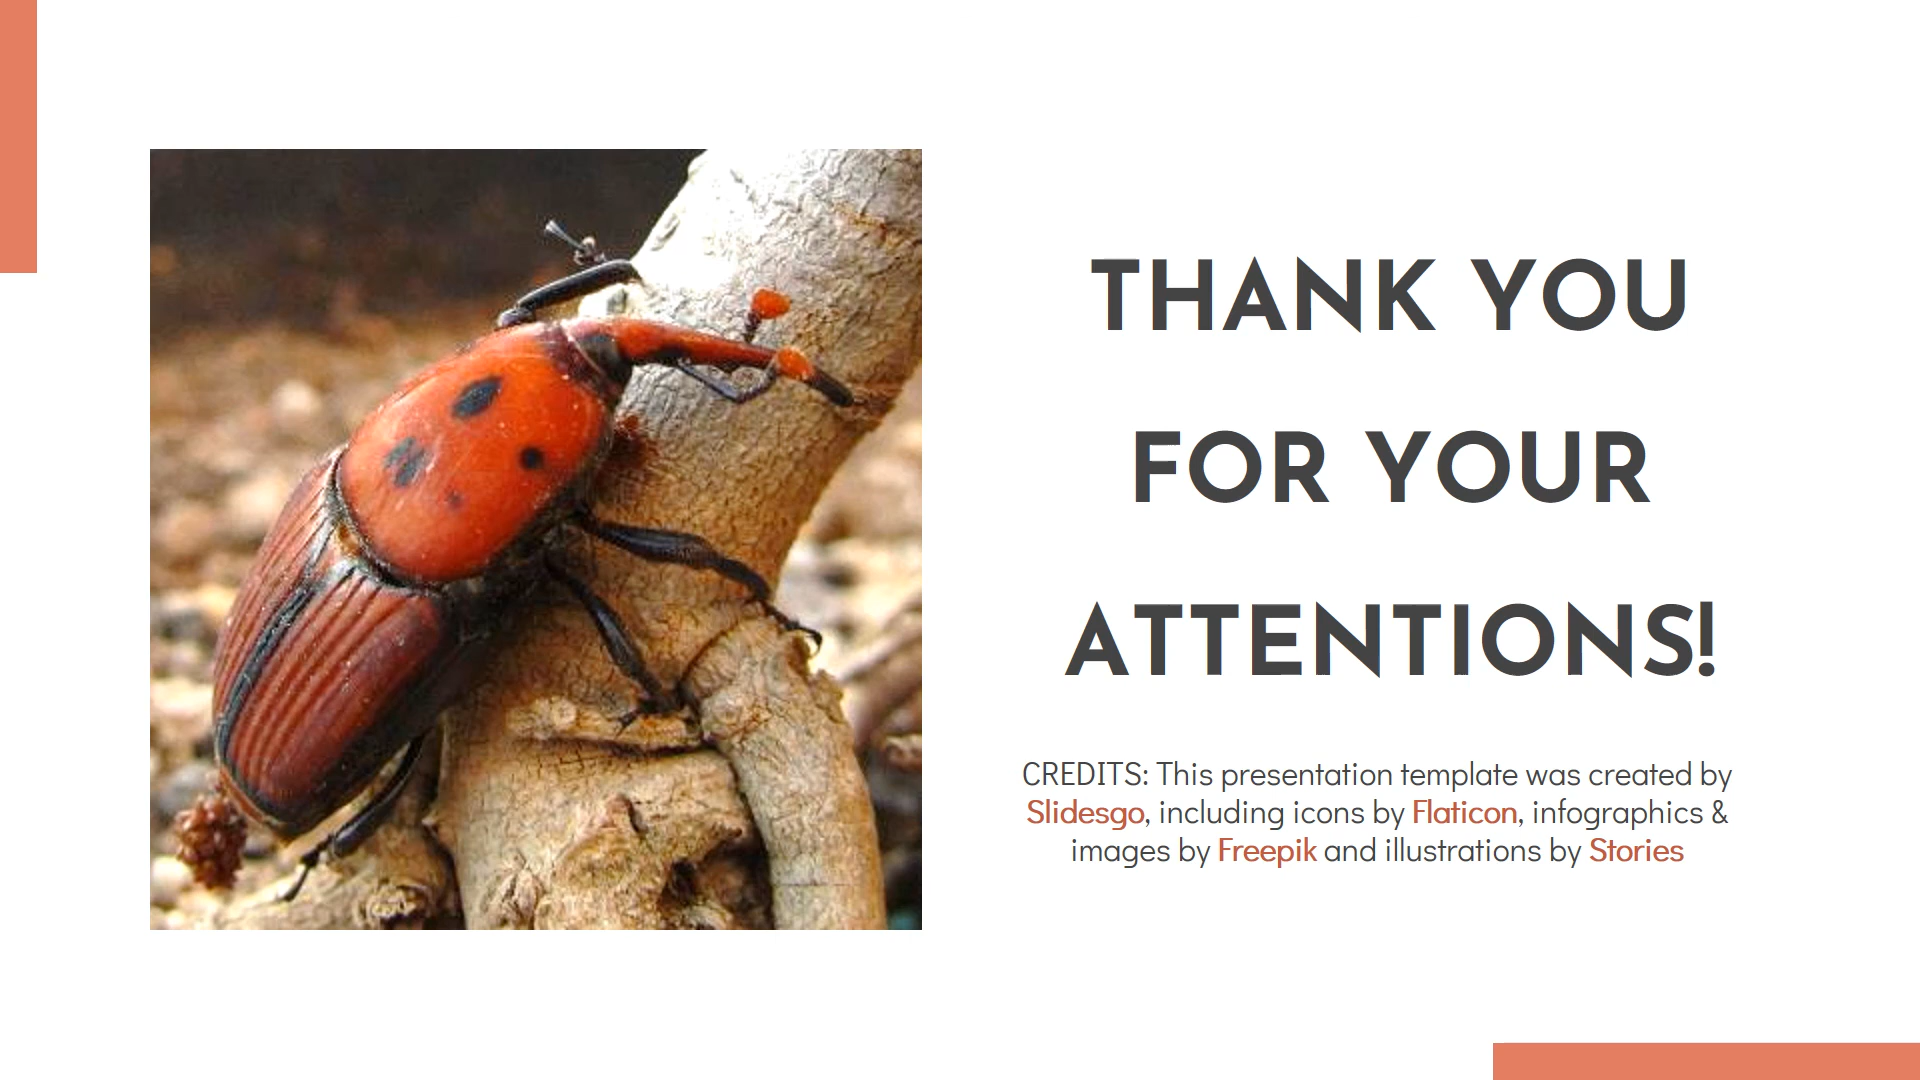 THANK YOU
FOR YOUR
ATTENTIONS!
CREDITS: This presentation template was created by
Slidesgo, including icons by Flaticon, infographics &
images by Freepik and illustrations by Stories